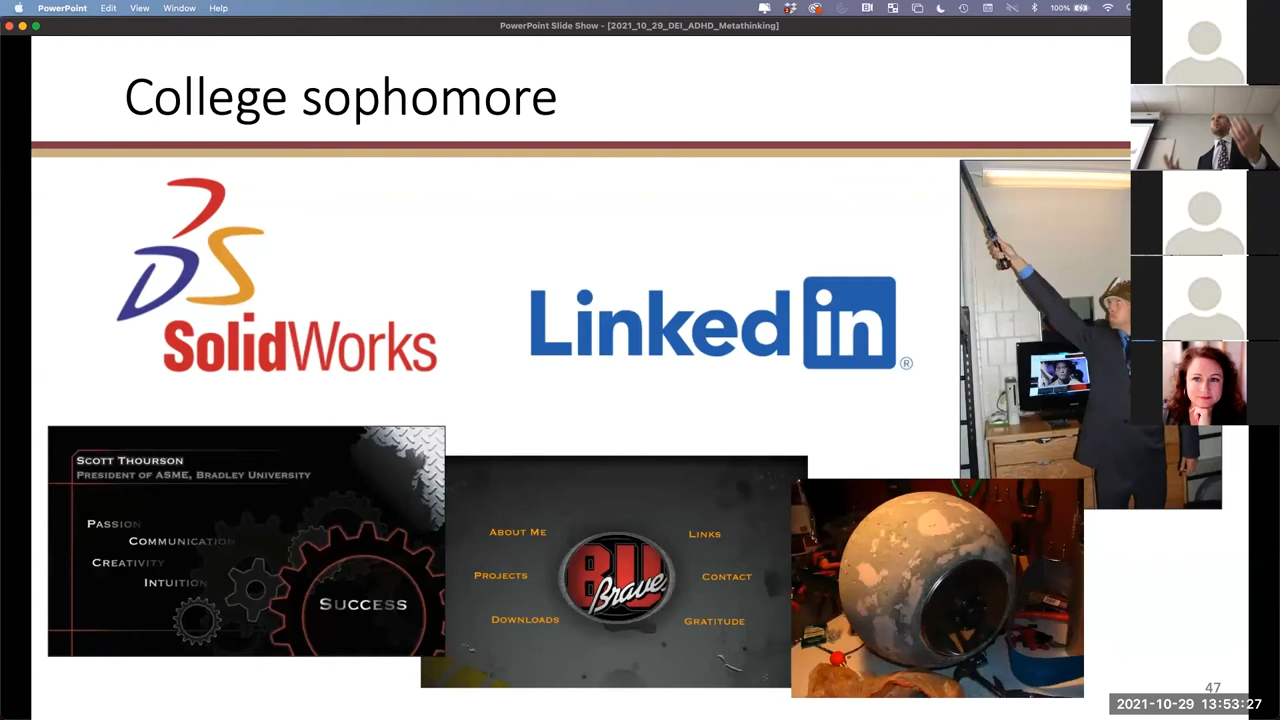 PowerPoint Edit View Window Help
100%
PowerPoint Slide Show - [2021_10_29_DEI_ADHD_Metathinking]
College sophomore
DS
SolidWorks
Linkedin®
Scott Thourson
President of ASME, Bradley University
Passion
Communication
Creativity
Intuition
Success
About Me
Links
BU
Brave
Projects
Contact
Downloads
Gratitude
47
2021-10-29 13:53:27